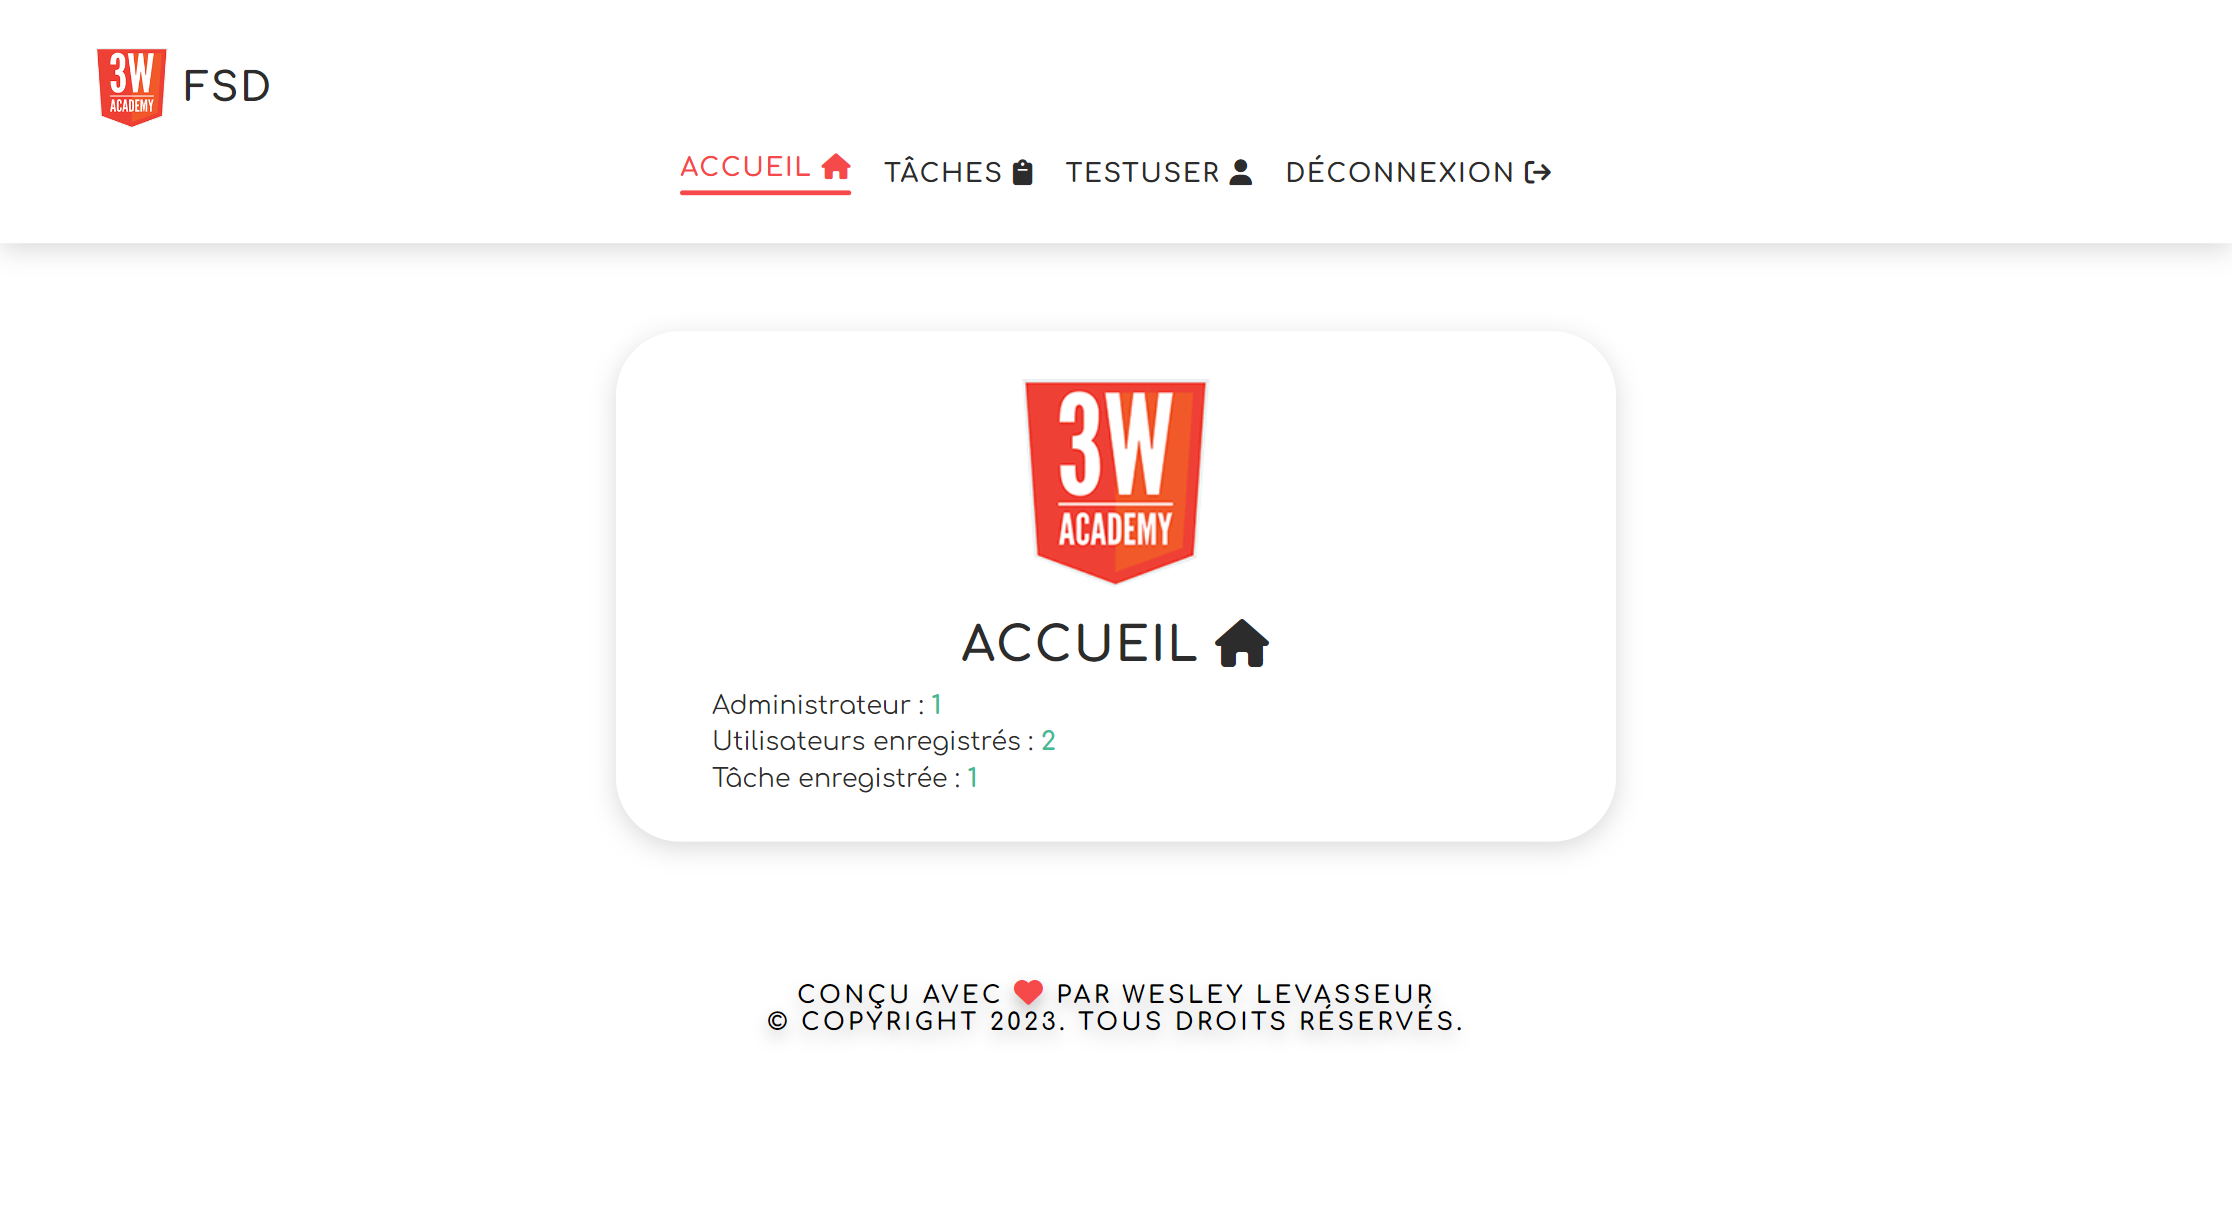 3W
ACADEMY
FSD
ACCUEIL
TÂCHES
TESTUSER
DÉCONNEXION
3W
ACADEMY
ACCUEIL
Administrateur : 1
Utilisateurs enregistrés : 2
Tâche enregistrée : 1
CONÇU AVEC PAR WESLEY LEVASSEUR
© COPYRIGHT 2023. TOUS DROITS RÉSERVÉS.